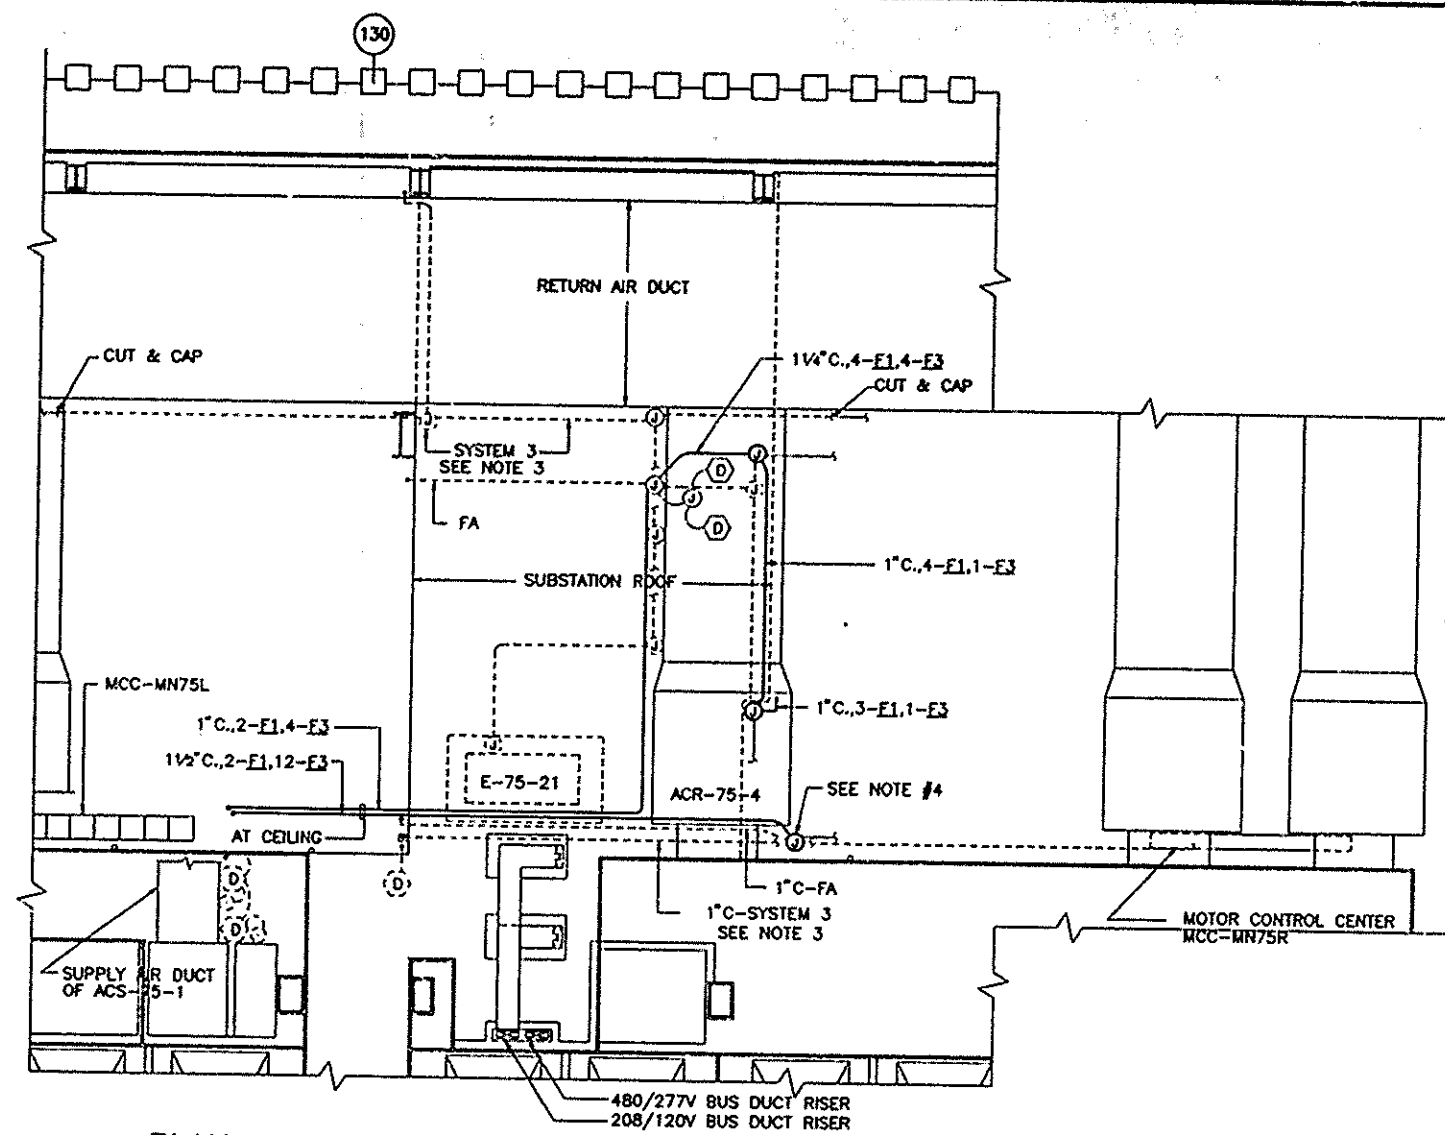 130
RETURN AIR DUCT
CUT & CAP
1¼"C.,4-F1,4-F3
CUT & CAP
J
J
SYSTEM 3
SEE NOTE 3
J
D
J
J
FA
D
J
1"C.,4-F1,1-F3
SUBSTATION ROOF
MCC-MN75L
1"C.,2-F1,4-F3
J
1"C.,3-F1,1-F3
1½"C.,2-F1,12-F3
J
E-75-21
ACR-75-4
SEE NOTE #4
AT CEILING
J
D
D
1"C-FA
1"C-SYSTEM 3
SEE NOTE 3
MOTOR CONTROL CENTER
MCC-MN75R
D
SUPPLY AIR DUCT
OF ACS-75-1
480/277V BUS DUCT RISER
208/120V BUS DUCT RISER